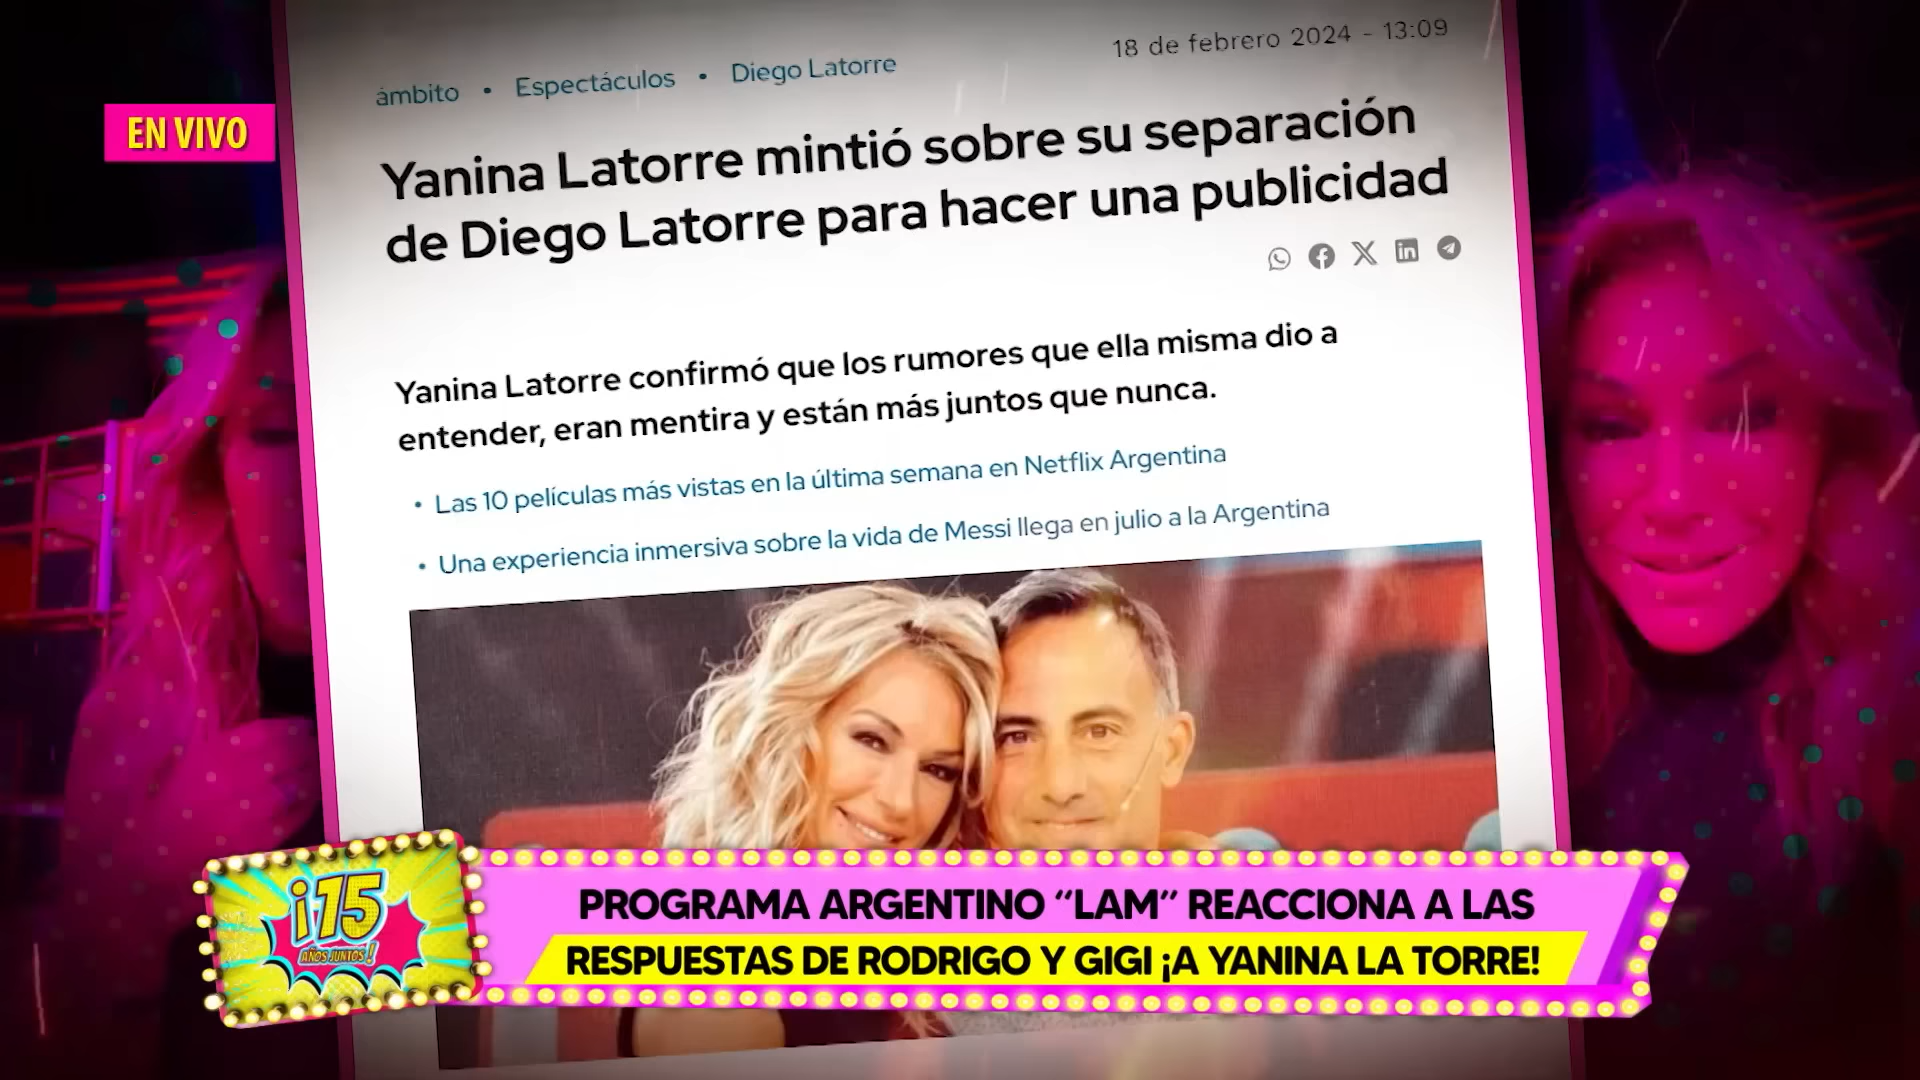 18 de febrero 2024 - 13:09
ámbito • Espectáculos • Diego Latorre
EN VIVO
Yanina Latorre mintió sobre su separación
de Diego Latorre para hacer una publicidad
Yanina Latorre confirmó que los rumores que ella misma dio a
entender, eran mentira y están más juntos que nunca.
• Las 10 películas más vistas en la última semana en Netflix Argentina
• Una experiencia inmersiva sobre la vida de Messi llega en julio a la Argentina
¡15
AÑOS JUNTOS!
PROGRAMA ARGENTINO “LAM” REACCIONA A LAS
RESPUESTAS DE RODRIGO Y GIGI ¡A YANINA LA TORRE!